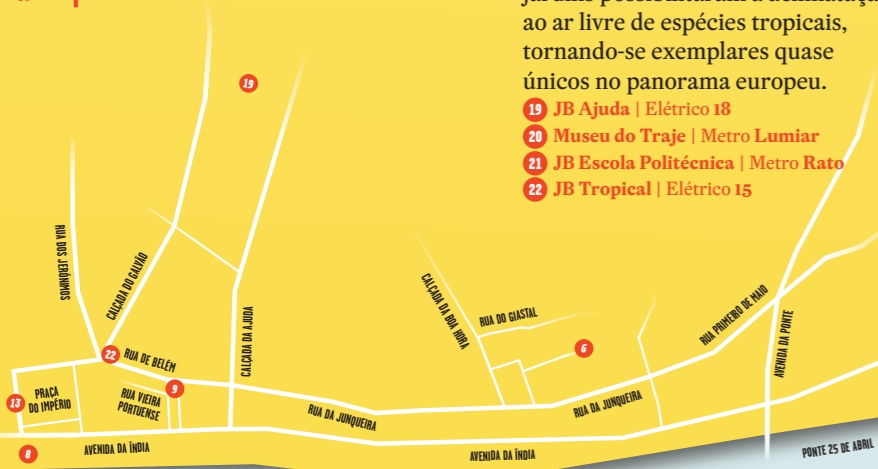 ao ar livre de espécies tropicais,
tornando-se exemplares quase
únicos no panorama europeu.
19 JB Ajuda | Elétrico 18
20 Museu do Traje | Metro Lumiar
21 JB Escola Politécnica | Metro Rato
22 JB Tropical | Elétrico 15
19
RUA DOS JERÓNIMOS
CALÇADA DO GALVÃO
CALÇADA DA AJUDA
CALÇADA DA BOA HORA
RUA DO GIASTAL
6
RUA PRIMEIRO DE MAIO
AVENIDA DA PONTE
22
RUA DE BELÉM
9
13
PRAÇA
DO IMPÉRIO
RUA VIEIRA
PORTUENSE
RUA DA JUNQUEIRA
RUA DA JUNQUEIRA
8
AVENIDA DA ÍNDIA
AVENIDA DA ÍNDIA
PONTE 25 DE ABRIL